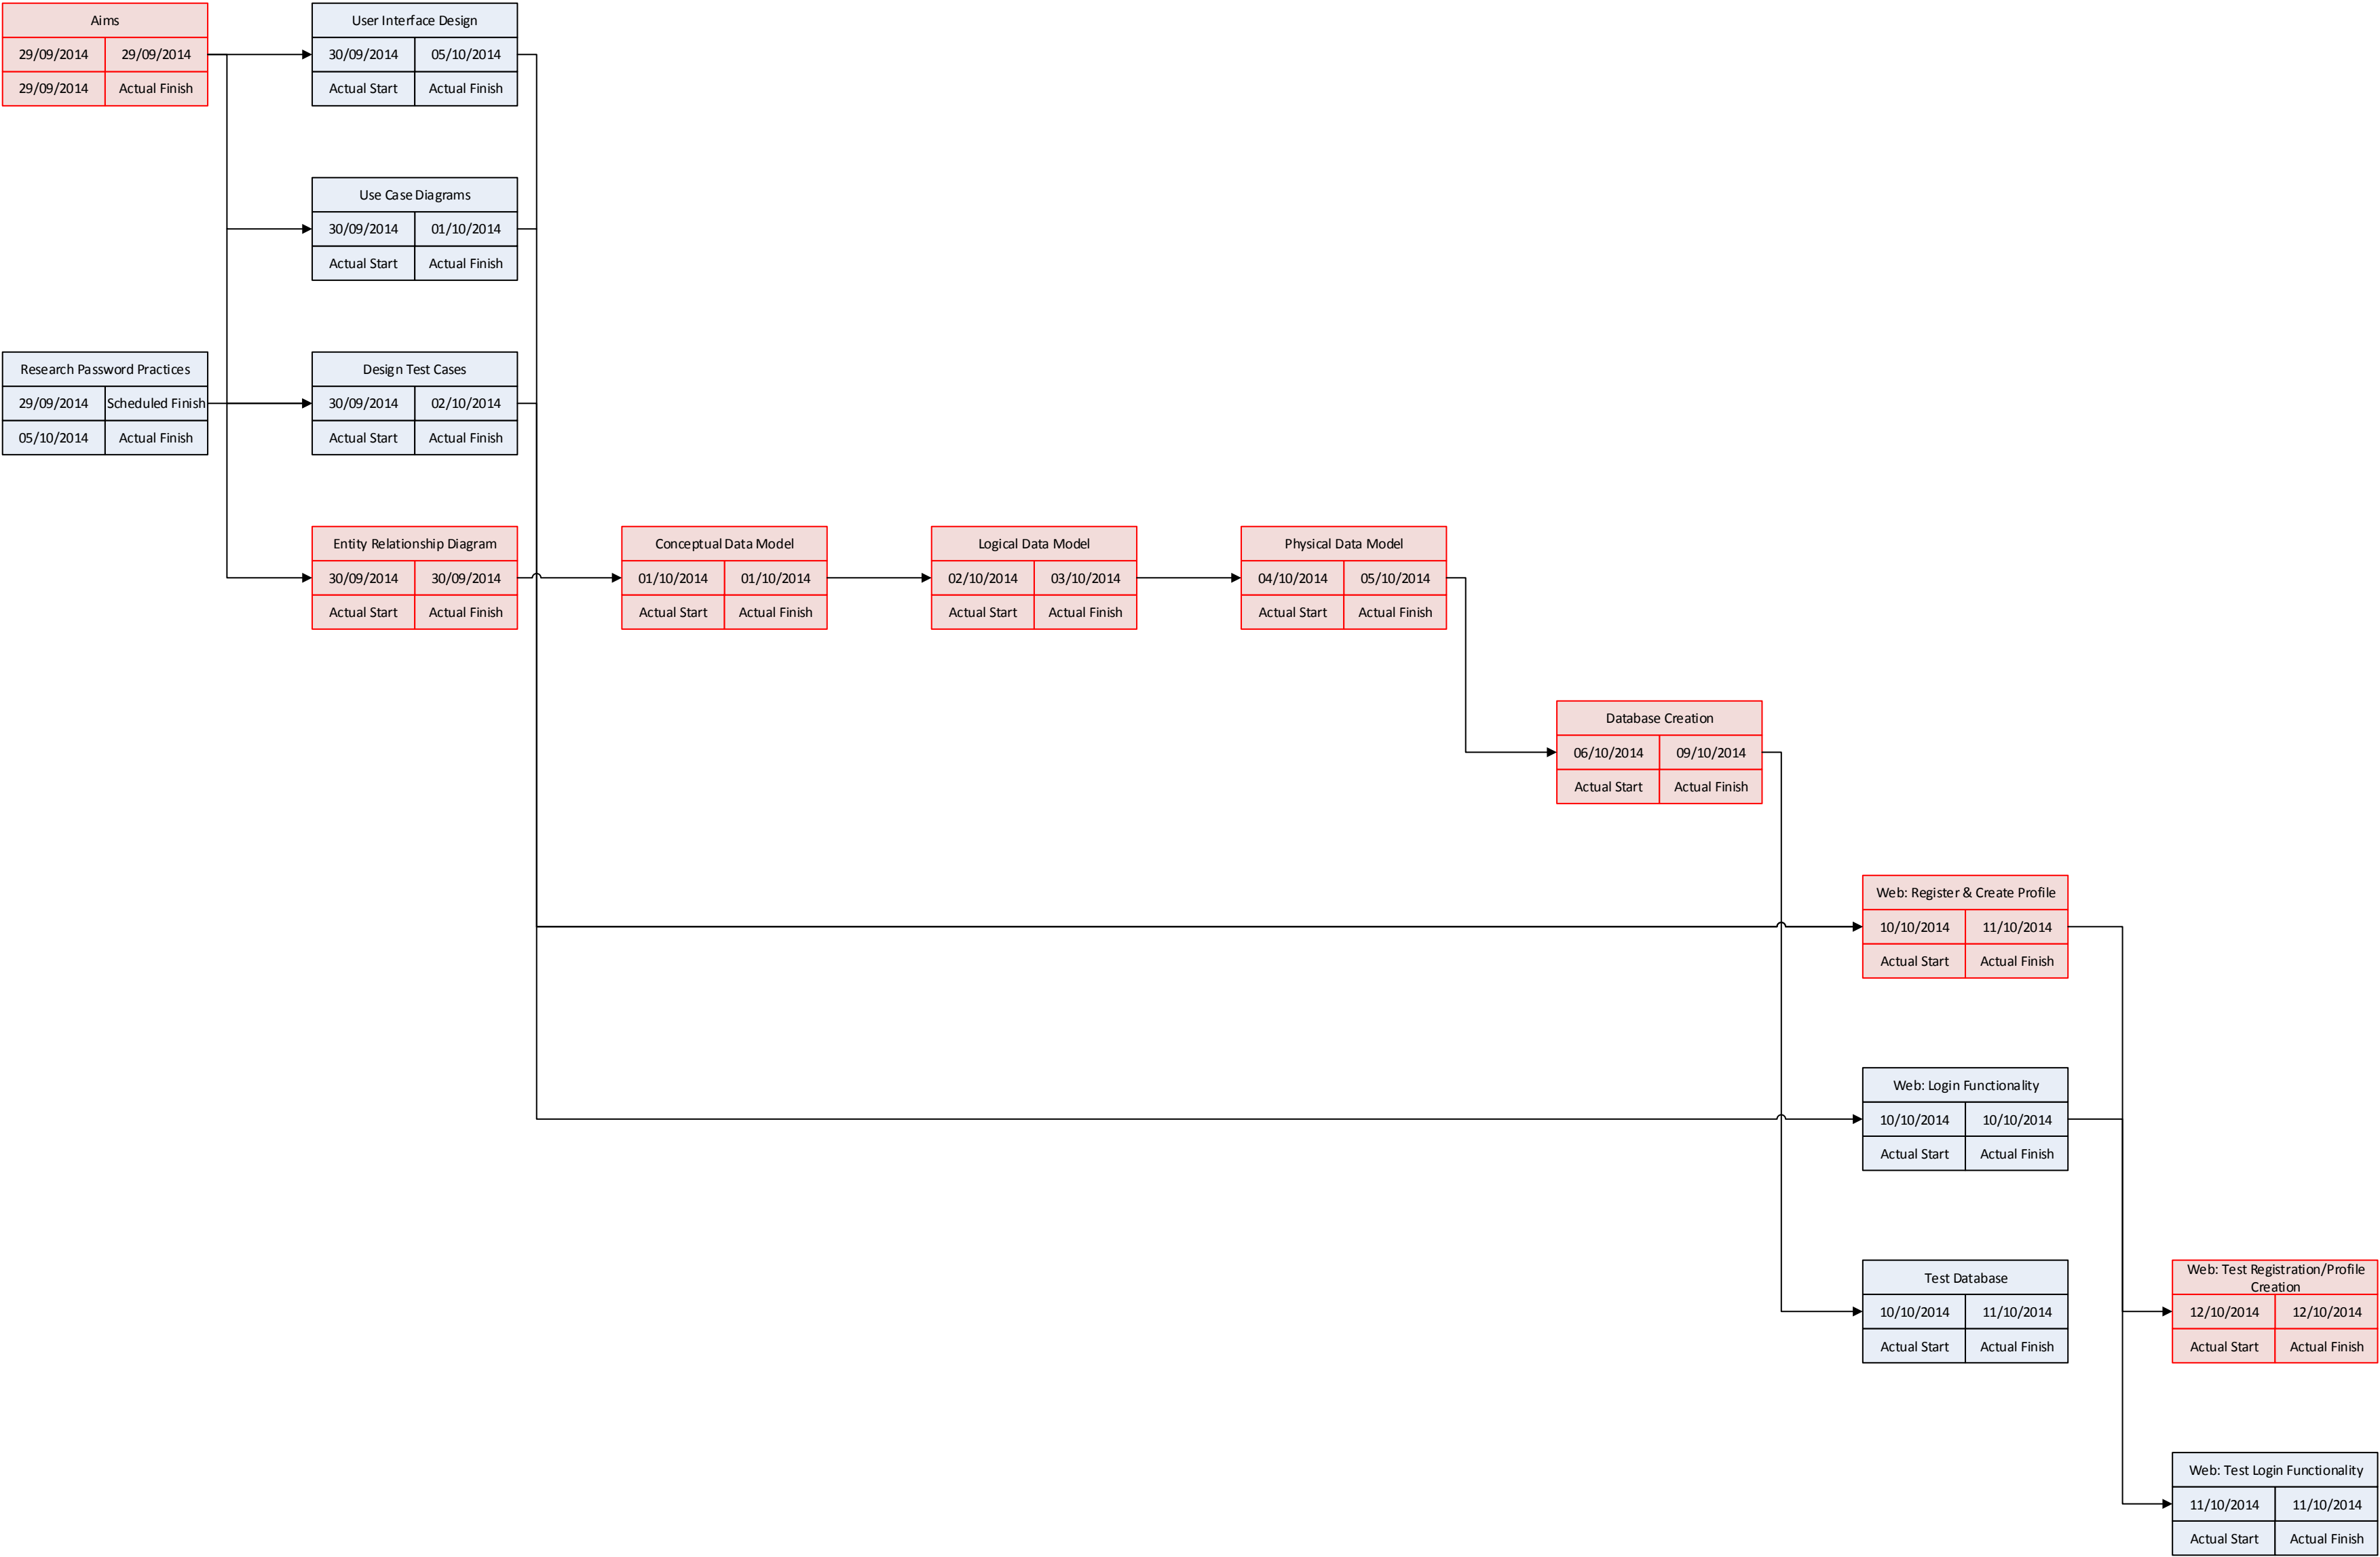 Aims
29/09/2014 29/09/2014
29/09/2014 Actual Finish
User Interface Design
30/09/2014 05/10/2014
Actual Start Actual Finish
Use Case Diagrams
30/09/2014 01/10/2014
Actual Start Actual Finish
Research Password Practices
29/09/2014 Scheduled Finish
05/10/2014 Actual Finish
Design Test Cases
30/09/2014 02/10/2014
Actual Start Actual Finish
Entity Relationship Diagram
30/09/2014 30/09/2014
Actual Start Actual Finish
Conceptual Data Model
01/10/2014 01/10/2014
Actual Start Actual Finish
Logical Data Model
02/10/2014 03/10/2014
Actual Start Actual Finish
Physical Data Model
04/10/2014 05/10/2014
Actual Start Actual Finish
Database Creation
06/10/2014 09/10/2014
Actual Start Actual Finish
Web: Register & Create Profile
10/10/2014 11/10/2014
Actual Start Actual Finish
Web: Login Functionality
10/10/2014 10/10/2014
Actual Start Actual Finish
Test Database
10/10/2014 11/10/2014
Actual Start Actual Finish
Web: Test Registration/Profile
Creation
12/10/2014 12/10/2014
Actual Start Actual Finish
Web: Test Login Functionality
11/10/2014 11/10/2014
Actual Start Actual Finish